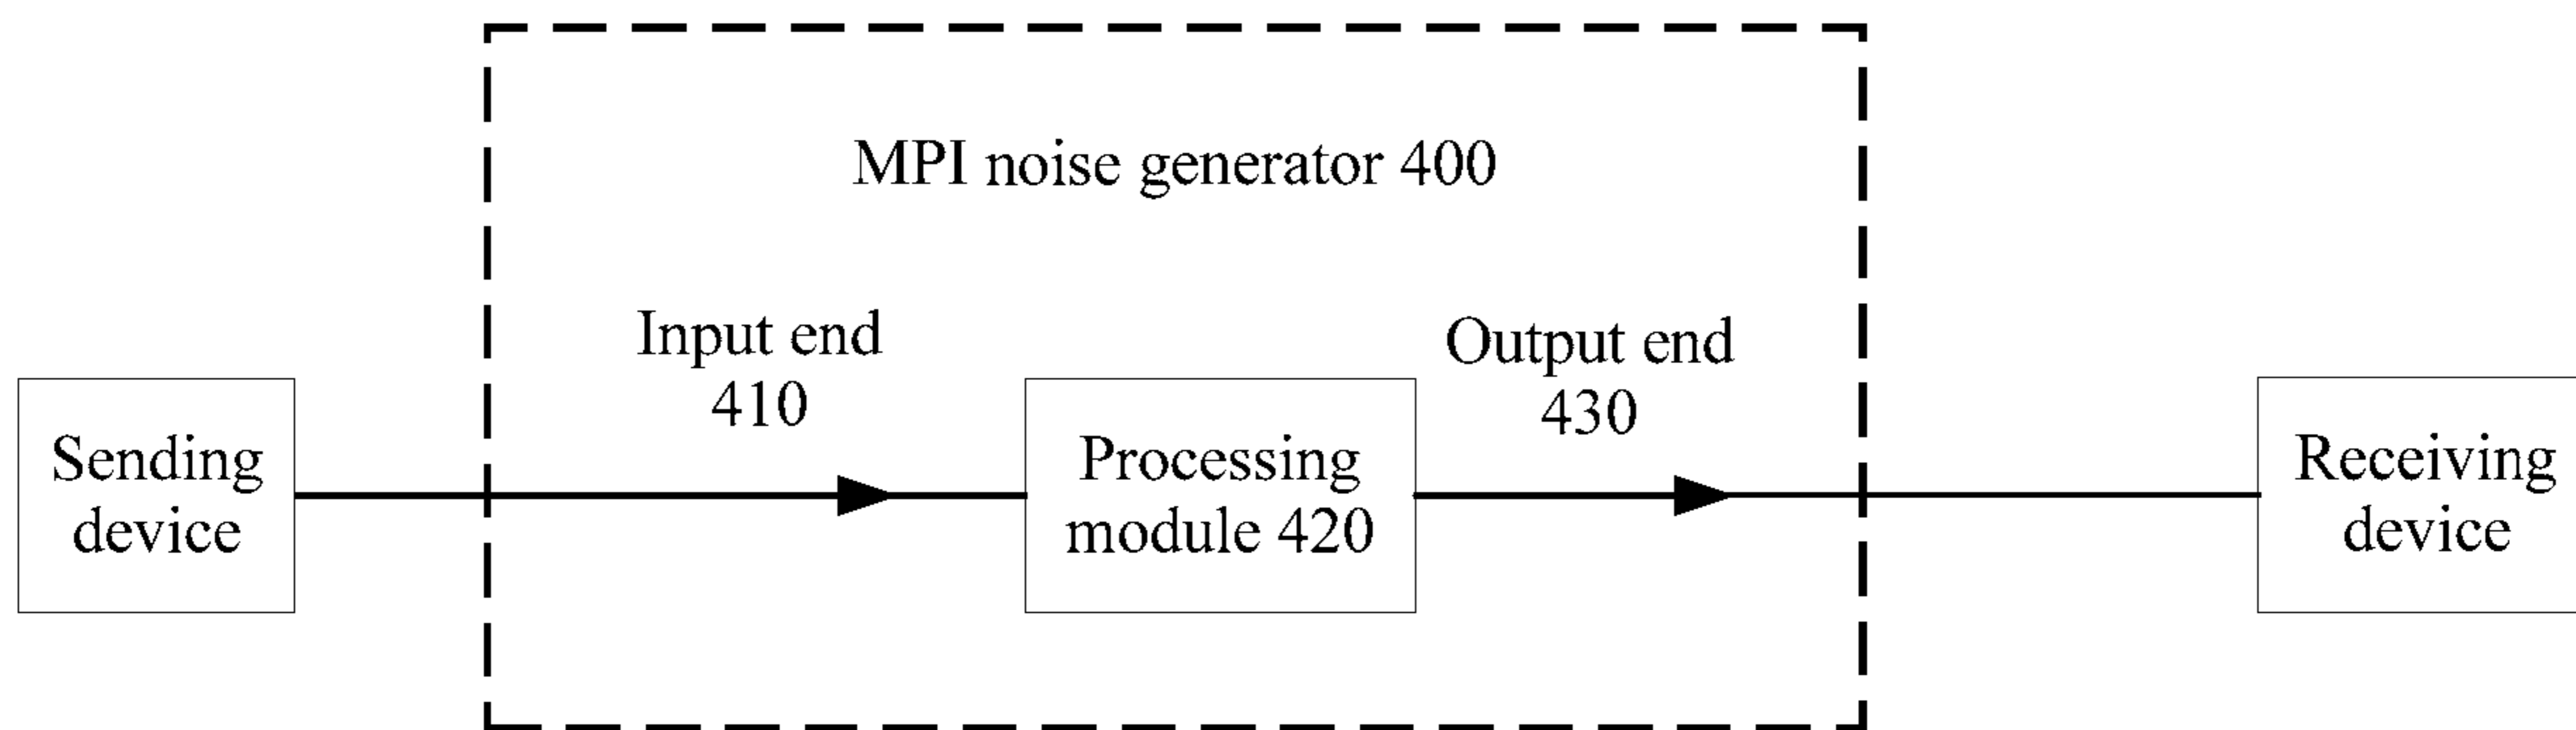 MPI noise generator 400
Input end
410
Output end
430
Sending
device
Processing
module 420
Receiving
device